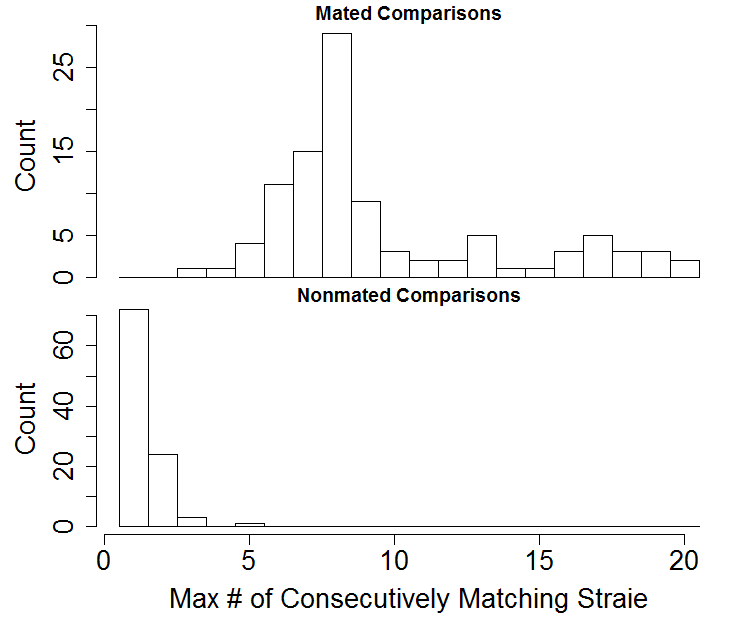 Mated Comparisons
25
15
5
0
Count
Nonmated Comparisons
60
40
20
0
Count
0 5 10 15 20
Max # of Consecutively Matching Straie